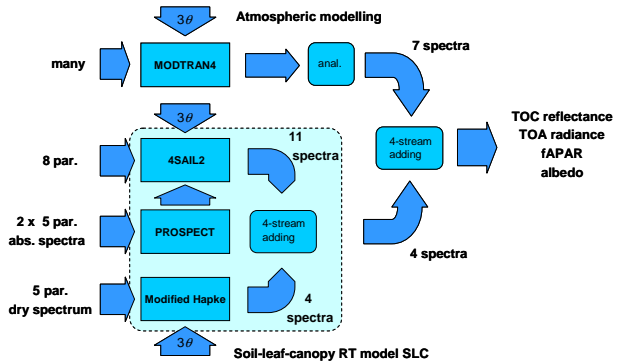 3θ
Atmospheric modelling
many
MODTRAN4
anal.
7 spectra
3θ
TOC reflectance
TOA radiance
fAPAR
albedo
4-stream
adding
8 par.
4SAIL2
11
spectra
2 x 5 par.
abs. spectra
PROSPECT
4-stream
adding
4 spectra
5 par.
dry spectrum
Modified Hapke
4
spectra
3θ
Soil-leaf-canopy RT model SLC